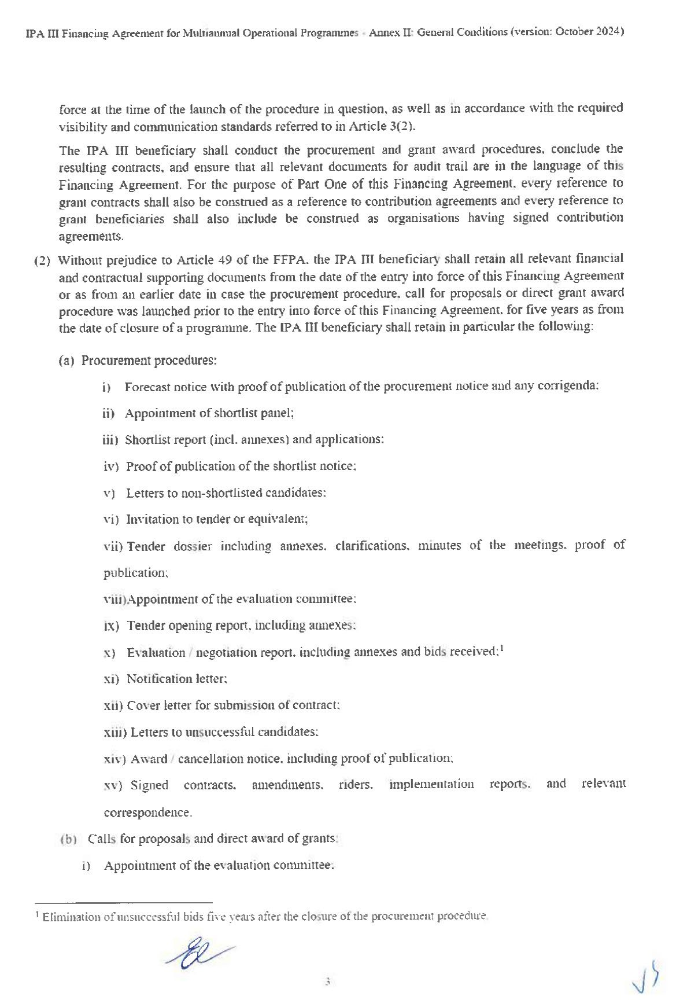 IPA III Financing Agreement for Multiannual Operational Programmes - Annex II: General Conditions (version: October 2024)
force at the time of the launch of the procedure in question, as well as in accordance with the required
visibility and communication standards referred to in Article 3(2).
The IPA III beneficiary shall conduct the procurement and grant award procedures, conclude the
resulting contracts, and ensure that all relevant documents for audit trail are in the language of this
Financing Agreement. For the purpose of Part One of this Financing Agreement, every reference to
grant contracts shall also be construed as a reference to contribution agreements and every reference to
grant beneficiaries shall also include be construed as organisations having signed contribution
agreements.
(2) Without prejudice to Article 49 of the FFPA, the IPA III beneficiary shall retain all relevant financial
and contractual supporting documents from the date of the entry into force of this Financing Agreement
or as from an earlier date in case the procurement procedure, call for proposals or direct grant award
procedure was launched prior to the entry into force of this Financing Agreement, for five years as from
the date of closure of a programme. The IPA III beneficiary shall retain in particular the following:
(a) Procurement procedures:
i) Forecast notice with proof of publication of the procurement notice and any corrigenda;
ii) Appointment of shortlist panel;
iii) Shortlist report (incl. annexes) and applications;
iv) Proof of publication of the shortlist notice;
v) Letters to non-shortlisted candidates;
vi) Invitation to tender or equivalent;
vii) Tender dossier including annexes, clarifications, minutes of the meetings, proof of
publication;
viii) Appointment of the evaluation committee;
ix) Tender opening report, including annexes;
x) Evaluation / negotiation report, including annexes and bids received;¹
xi) Notification letter;
xii) Cover letter for submission of contract;
xiii) Letters to unsuccessful candidates;
xiv) Award / cancellation notice, including proof of publication;
xv) Signed contracts, amendments, riders, implementation reports, and relevant
correspondence.
(b) Calls for proposals and direct award of grants:
i) Appointment of the evaluation committee;
¹ Elimination of unsuccessful bids five years after the closure of the procurement procedure.
3